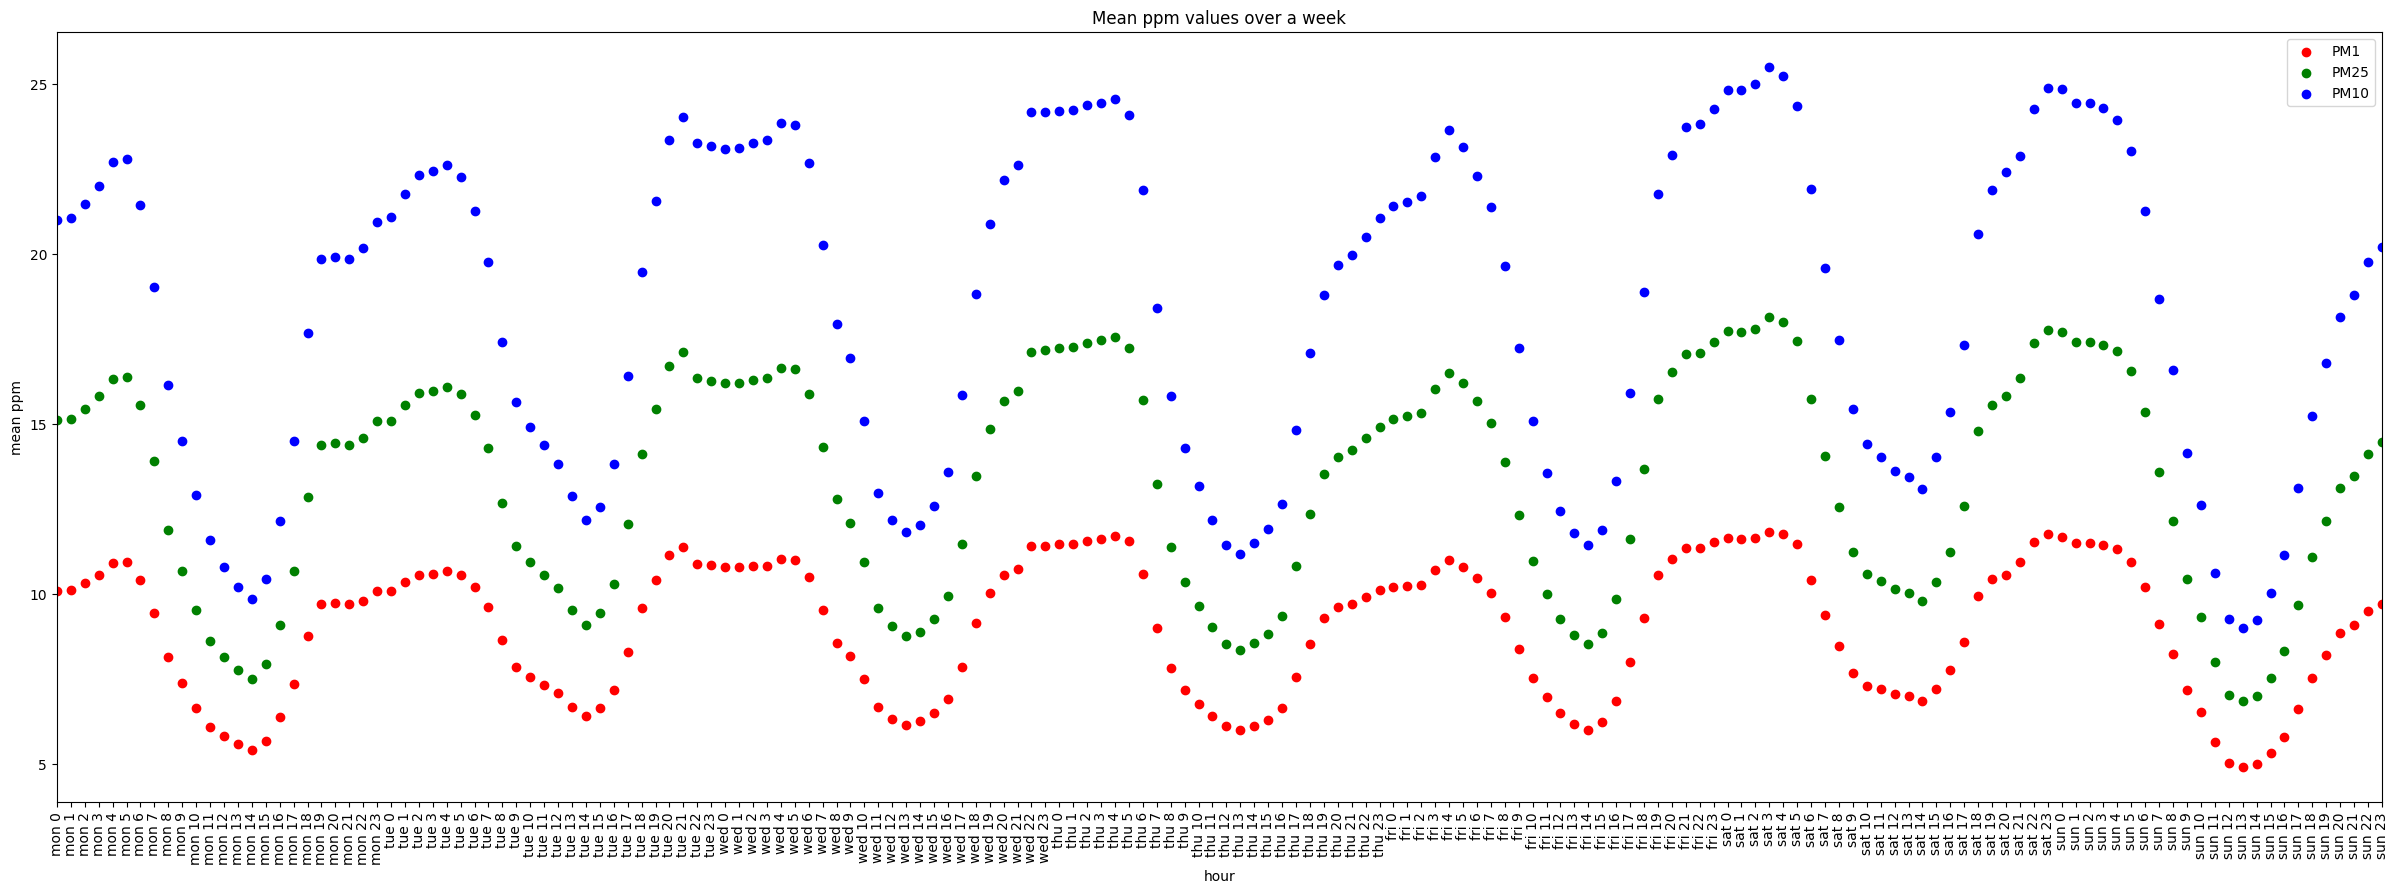 Mean ppm values over a week
PM1
PM25
PM10
25
20
15
10
5
mean ppm
mon 0
mon 1
mon 2
mon 3
mon 4
mon 5
mon 6
mon 7
mon 8
mon 9
mon 10
mon 11
mon 12
mon 13
mon 14
mon 15
mon 16
mon 17
mon 18
mon 19
mon 20
mon 21
mon 22
mon 23
tue 0
tue 1
tue 2
tue 3
tue 4
tue 5
tue 6
tue 7
tue 8
tue 9
tue 10
tue 11
tue 12
tue 13
tue 14
tue 15
tue 16
tue 17
tue 18
tue 19
tue 20
tue 21
tue 22
tue 23
wed 0
wed 1
wed 2
wed 3
wed 4
wed 5
wed 6
wed 7
wed 8
wed 9
wed 10
wed 11
wed 12
wed 13
wed 14
wed 15
wed 16
wed 17
wed 18
wed 19
wed 20
wed 21
wed 22
wed 23
thu 0
thu 1
thu 2
thu 3
thu 4
thu 5
thu 6
thu 7
thu 8
thu 9
thu 10
thu 11
thu 12
thu 13
thu 14
thu 15
thu 16
thu 17
thu 18
thu 19
thu 20
thu 21
thu 22
thu 23
fri 0
fri 1
fri 2
fri 3
fri 4
fri 5
fri 6
fri 7
fri 8
fri 9
fri 10
fri 11
fri 12
fri 13
fri 14
fri 15
fri 16
fri 17
fri 18
fri 19
fri 20
fri 21
fri 22
fri 23
sat 0
sat 1
sat 2
sat 3
sat 4
sat 5
sat 6
sat 7
sat 8
sat 9
sat 10
sat 11
sat 12
sat 13
sat 14
sat 15
sat 16
sat 17
sat 18
sat 19
sat 20
sat 21
sat 22
sat 23
sun 0
sun 1
sun 2
sun 3
sun 4
sun 5
sun 6
sun 7
sun 8
sun 9
sun 10
sun 11
sun 12
sun 13
sun 14
sun 15
sun 16
sun 17
sun 18
sun 19
sun 20
sun 21
sun 22
sun 23
hour